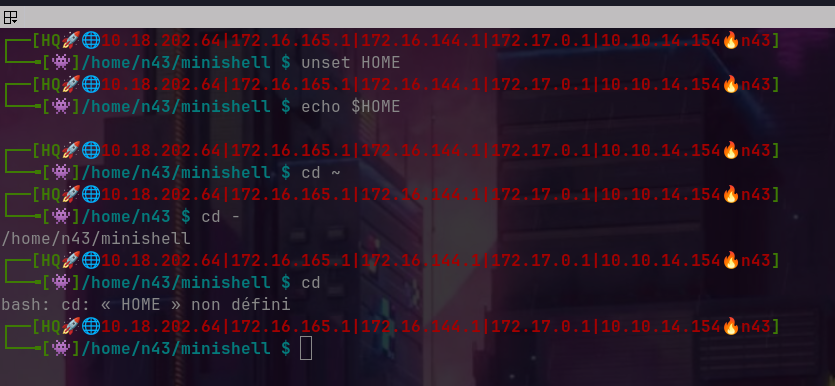 ┌──[HQ🚀🌐10.18.202.64|172.16.165.1|172.16.144.1|172.17.0.1|10.10.14.154🔥n43]
└──╼[👾]/home/n43/minishell $ unset HOME
┌──[HQ🚀🌐10.18.202.64|172.16.165.1|172.16.144.1|172.17.0.1|10.10.14.154🔥n43]
└──╼[👾]/home/n43/minishell $ echo $HOME
┌──[HQ🚀🌐10.18.202.64|172.16.165.1|172.16.144.1|172.17.0.1|10.10.14.154🔥n43]
└──╼[👾]/home/n43/minishell $ cd ~
┌──[HQ🚀🌐10.18.202.64|172.16.165.1|172.16.144.1|172.17.0.1|10.10.14.154🔥n43]
└──╼[👾]/home/n43 $ cd -
/home/n43/minishell
┌──[HQ🚀🌐10.18.202.64|172.16.165.1|172.16.144.1|172.17.0.1|10.10.14.154🔥n43]
└──╼[👾]/home/n43/minishell $ cd
bash: cd: « HOME » non défini
┌──[HQ🚀🌐10.18.202.64|172.16.165.1|172.16.144.1|172.17.0.1|10.10.14.154🔥n43]
└──╼[👾]/home/n43/minishell $